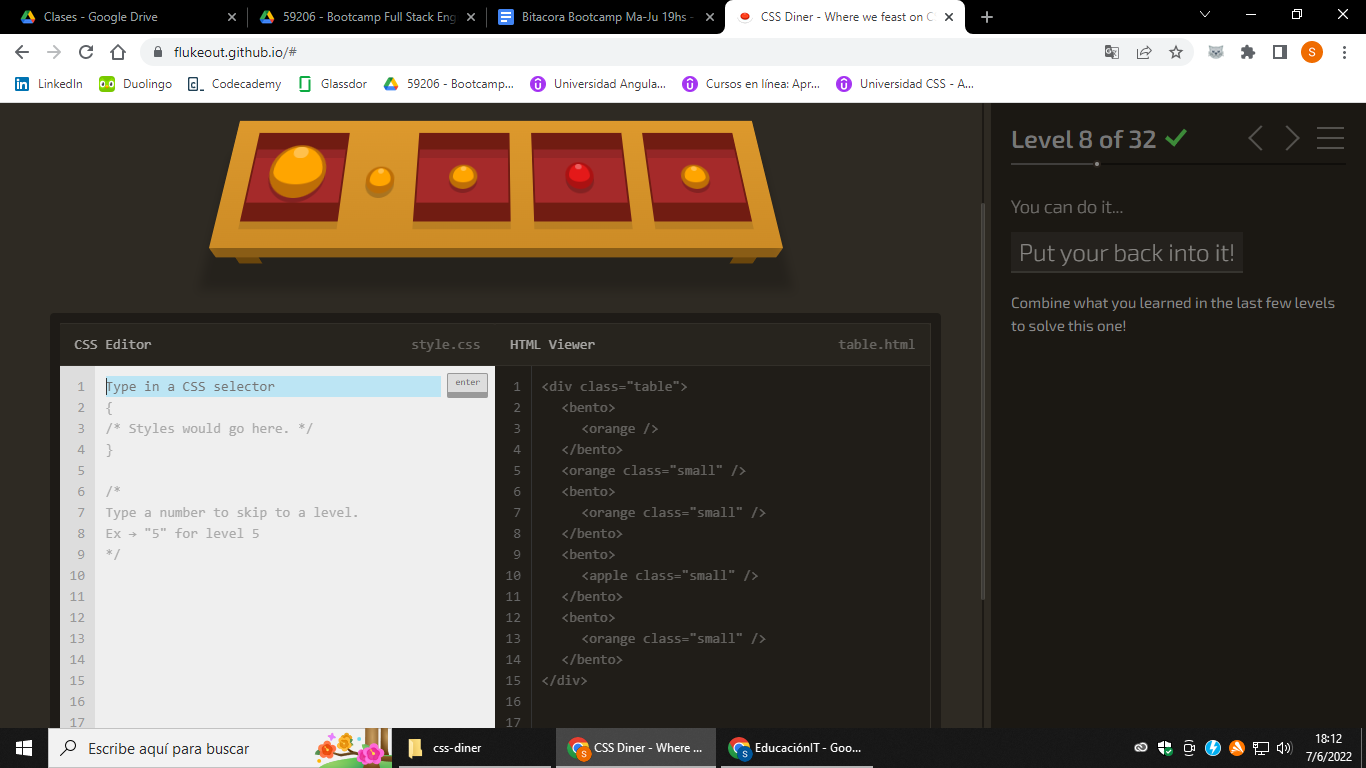 Clases - Google Drive
59206 - Bootcamp Full Stack Eng
Bitacora Bootcamp Ma-Ju 19hs -
CSS Diner - Where we feast on C
flukeout.github.io/#
S
LinkedIn
Duolingo
c_
Codecademy
Glassdor
59206 - Bootcamp...
Universidad Angula...
Cursos en línea: Apr...
Universidad CSS - A...
Level 8 of 32
You can do it...
Put your back into it!
Combine what you learned in the last few levels
to solve this one!
CSS Editor
style.css
1 Type in a CSS selector
enter
2 {
3 /* Styles would go here. */
4 }
5
6 /*
7 Type a number to skip to a level.
8 Ex → "5" for level 5
9 */
10
11
12
13
14
15
16
17
HTML Viewer
table.html
1 <div class="table">
2 <bento>
3 <orange />
4 </bento>
5 <orange class="small" />
6 <bento>
7 <orange class="small" />
8 </bento>
9 <bento>
10 <apple class="small" />
11 </bento>
12 <bento>
13 <orange class="small" />
14 </bento>
15 </div>
16
17
Escribe aquí para buscar
css-diner
CSS Diner - Where ...
EducaciónIT - Goo...
18:12
7/6/2022